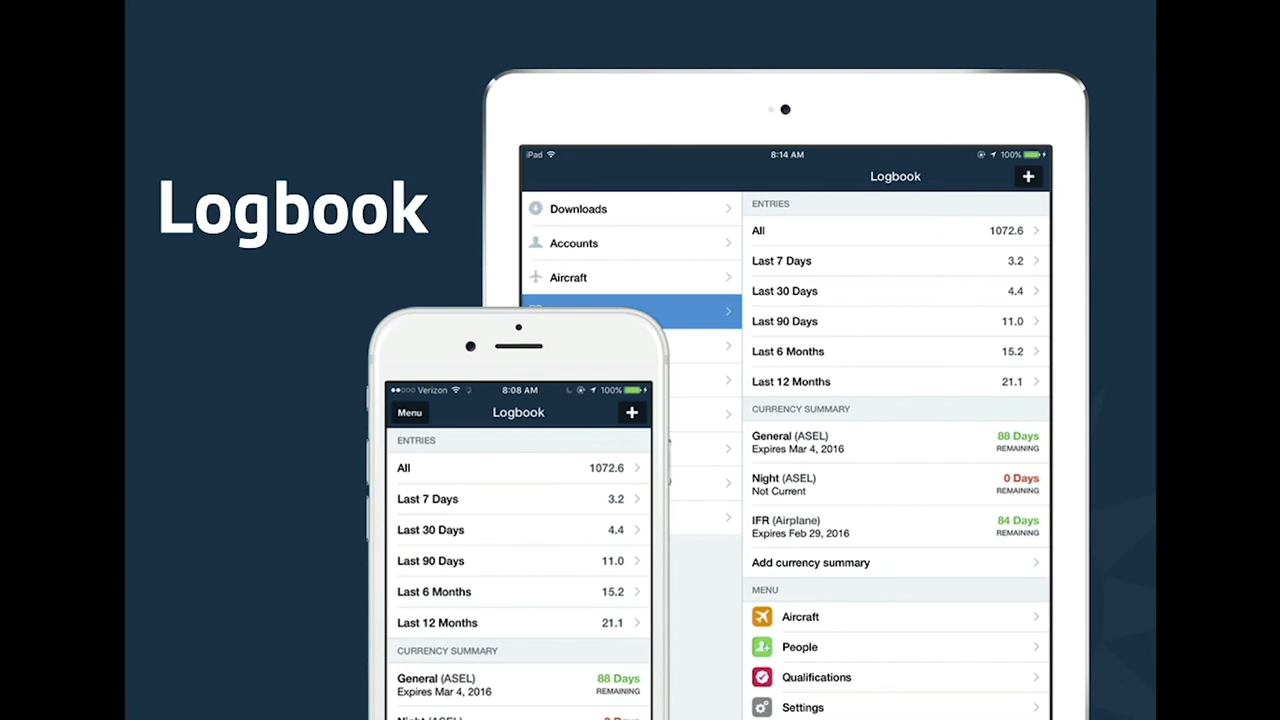 Logbook
iPad
8:14 AM
100%
Logbook
+
Downloads
Accounts
Aircraft
ENTRIES
All 1072.6
Last 7 Days 3.2
Last 30 Days 4.4
Last 90 Days 11.0
Last 6 Months 15.2
Last 12 Months 21.1
CURRENCY SUMMARY
General (ASEL) 88 Days
Expires Mar 4, 2016 REMAINING
Night (ASEL) 0 Days
Not Current REMAINING
IFR (Airplane) 84 Days
Expires Feb 29, 2016 REMAINING
Add currency summary
MENU
Aircraft
People
Qualifications
Settings
Verizon 8:08 AM 100%
Menu Logbook +
ENTRIES
All 1072.6
Last 7 Days 3.2
Last 30 Days 4.4
Last 90 Days 11.0
Last 6 Months 15.2
Last 12 Months 21.1
CURRENCY SUMMARY
General (ASEL) 88 Days
Expires Mar 4, 2016 REMAINING